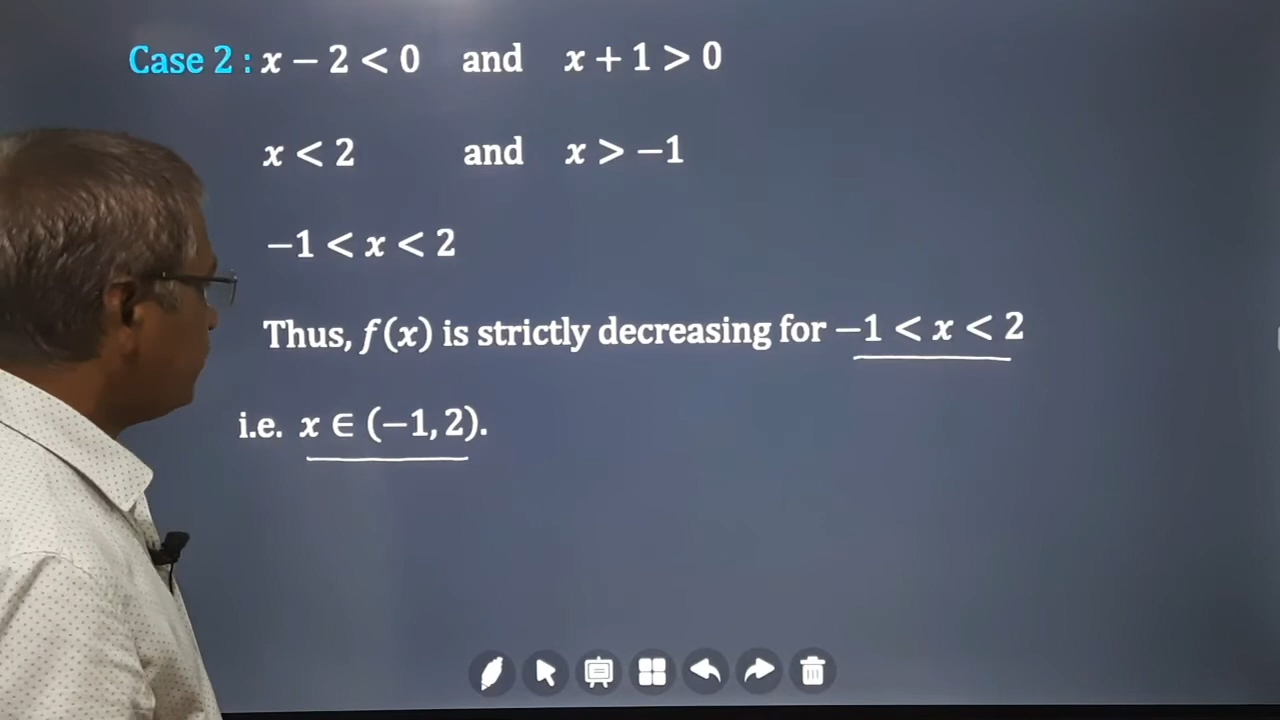 Case 2 : x − 2 < 0 and x + 1 > 0
x < 2 and x > −1
−1 < x < 2
Thus, f(x) is strictly decreasing for −1 < x < 2
i.e. x ∈ (−1, 2).